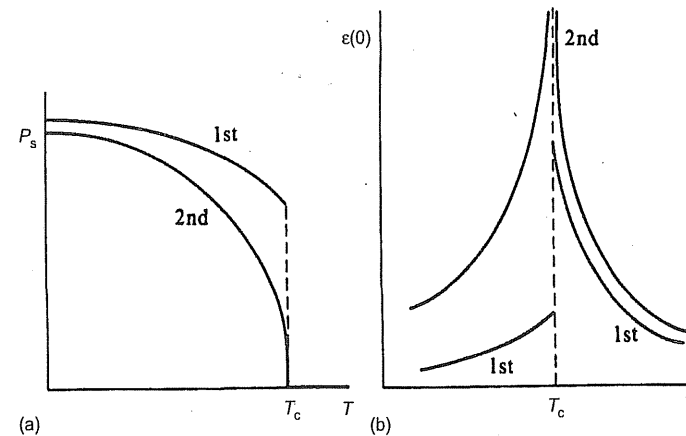 P_s
1st
2nd
T_c
T
(a)
ε(0)
2nd
1st
1st
T_c
(b)